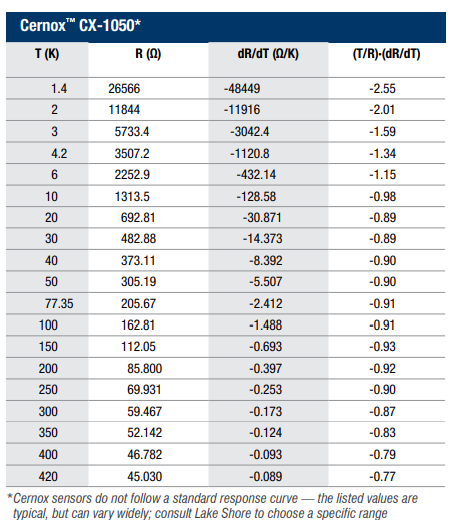 Cernox™ CX-1050*
T (K) R (Ω) dR/dT (Ω/K) (T/R)·(dR/dT)
1.4 26566 -48449 -2.55
2 11844 -11916 -2.01
3 5733.4 -3042.4 -1.59
4.2 3507.2 -1120.8 -1.34
6 2252.9 -432.14 -1.15
10 1313.5 -128.58 -0.98
20 692.81 -30.871 -0.89
30 482.88 -14.373 -0.89
40 373.11 -8.392 -0.90
50 305.19 -5.507 -0.90
77.35 205.67 -2.412 -0.91
100 162.81 -1.488 -0.91
150 112.05 -0.693 -0.93
200 85.800 -0.397 -0.92
250 69.931 -0.253 -0.90
300 59.467 -0.173 -0.87
350 52.142 -0.124 -0.83
400 46.782 -0.093 -0.79
420 45.030 -0.089 -0.77
*Cernox sensors do not follow a standard response curve — the listed values are
typical, but can vary widely; consult Lake Shore to choose a specific range